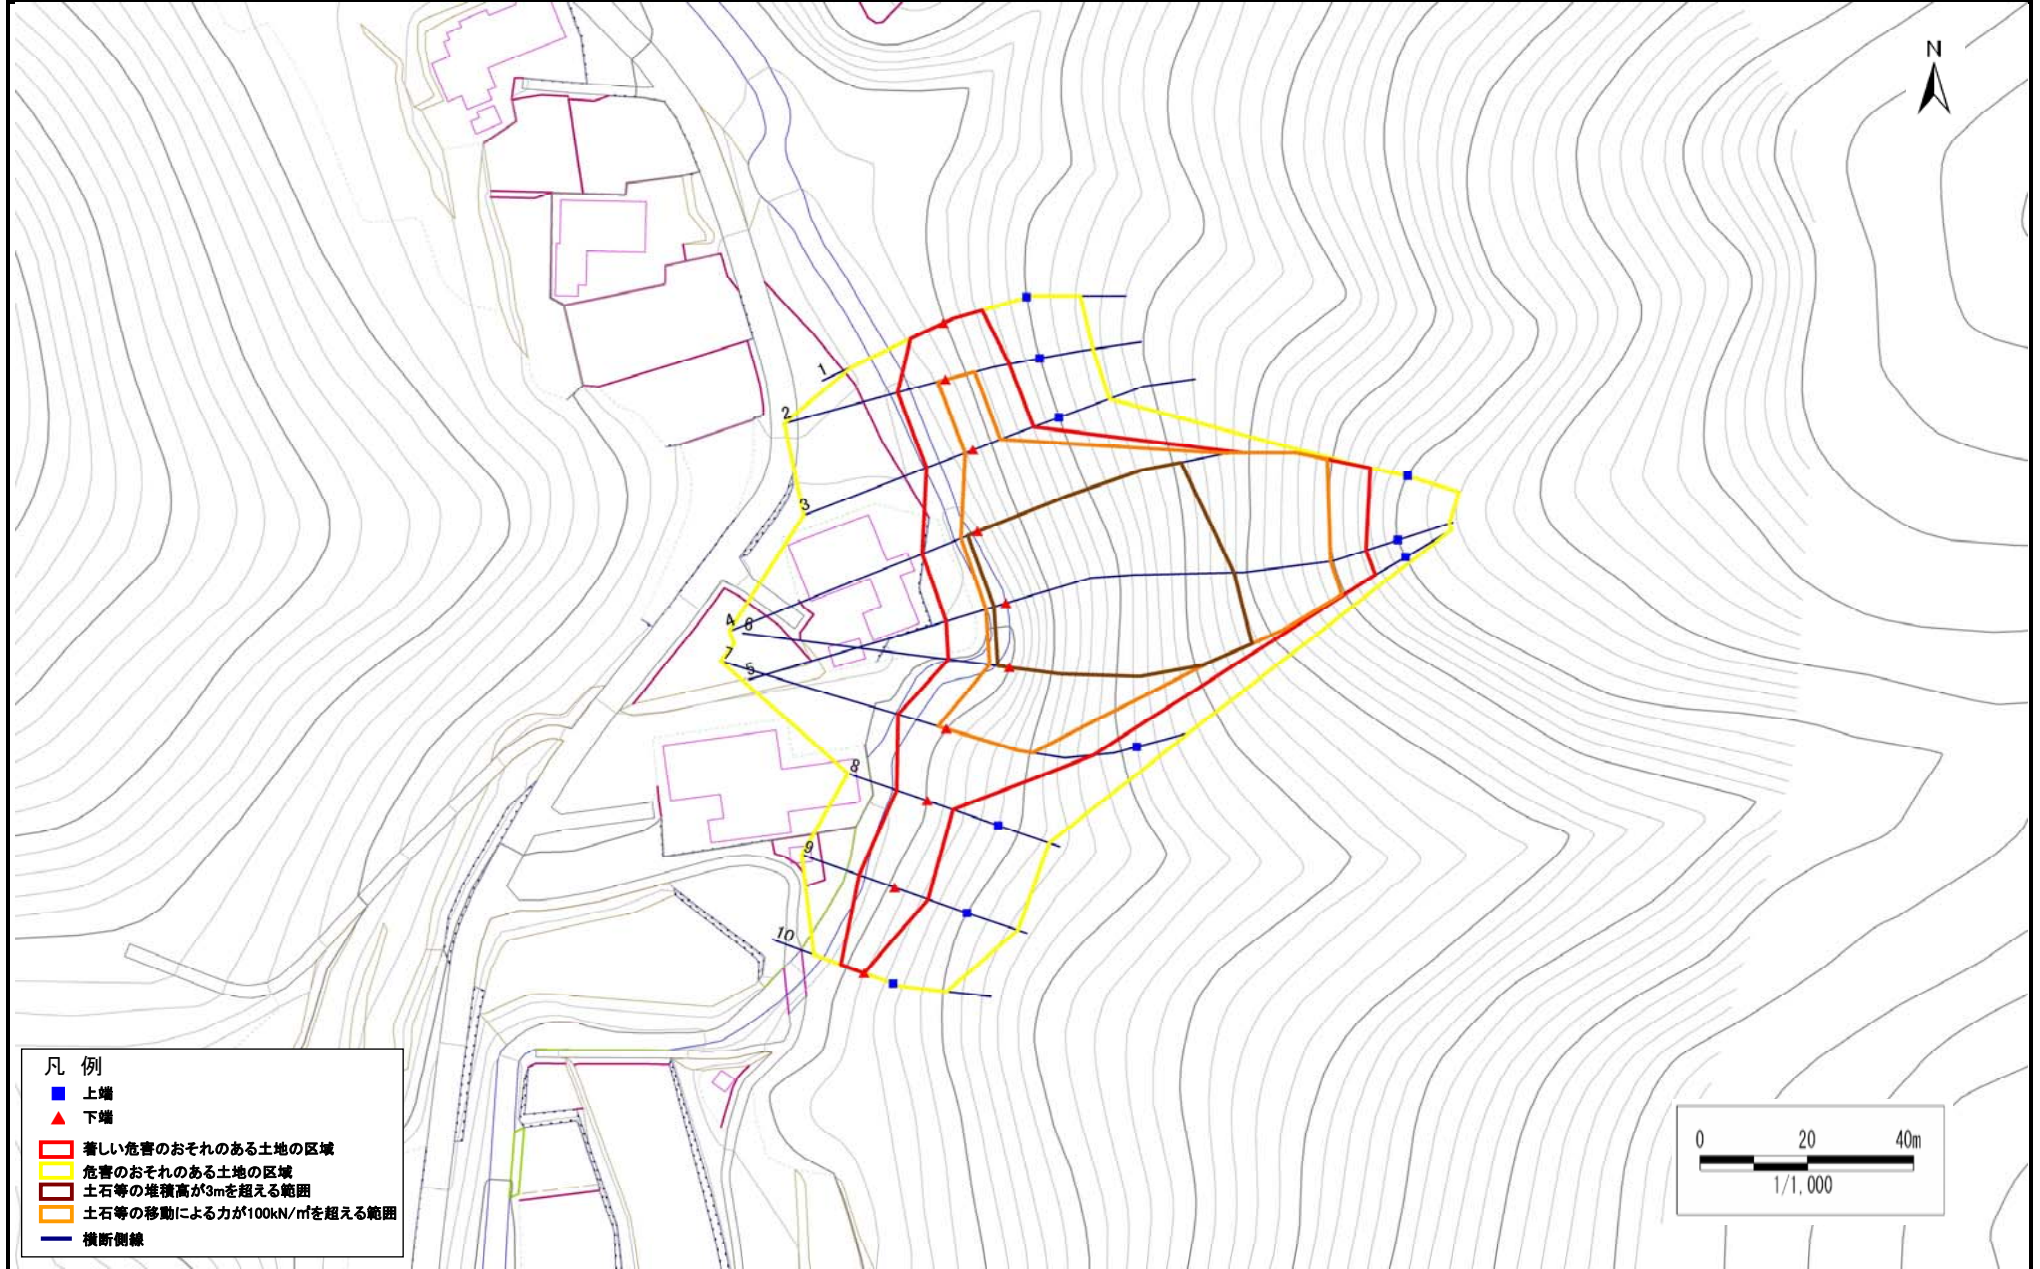 N
1
2
3
4
6
7
5
8
9
10
凡 例
上端
下端
著しい危害のおそれのある土地の区域
危害のおそれのある土地の区域
土石等の堆積高が3mを超える範囲
土石等の移動による力が100kN/㎡を超える範囲
横断側線
0 20 40m
1/1,000